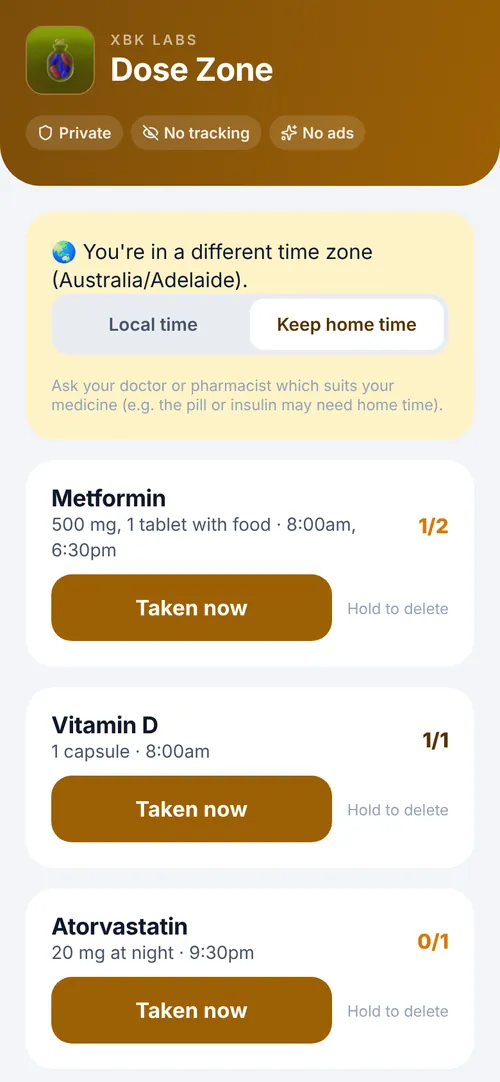 XBK LABS
Dose Zone
Private
No tracking
No ads
🌏 You're in a different time zone
(Australia/Adelaide).
Local time
Keep home time
Ask your doctor or pharmacist which suits your
medicine (e.g. the pill or insulin may need home time).
Metformin
500 mg, 1 tablet with food · 8:00am,
6:30pm
1/2
Taken now
Hold to delete
Vitamin D
1 capsule · 8:00am
1/1
Taken now
Hold to delete
Atorvastatin
20 mg at night · 9:30pm
0/1
Taken now
Hold to delete